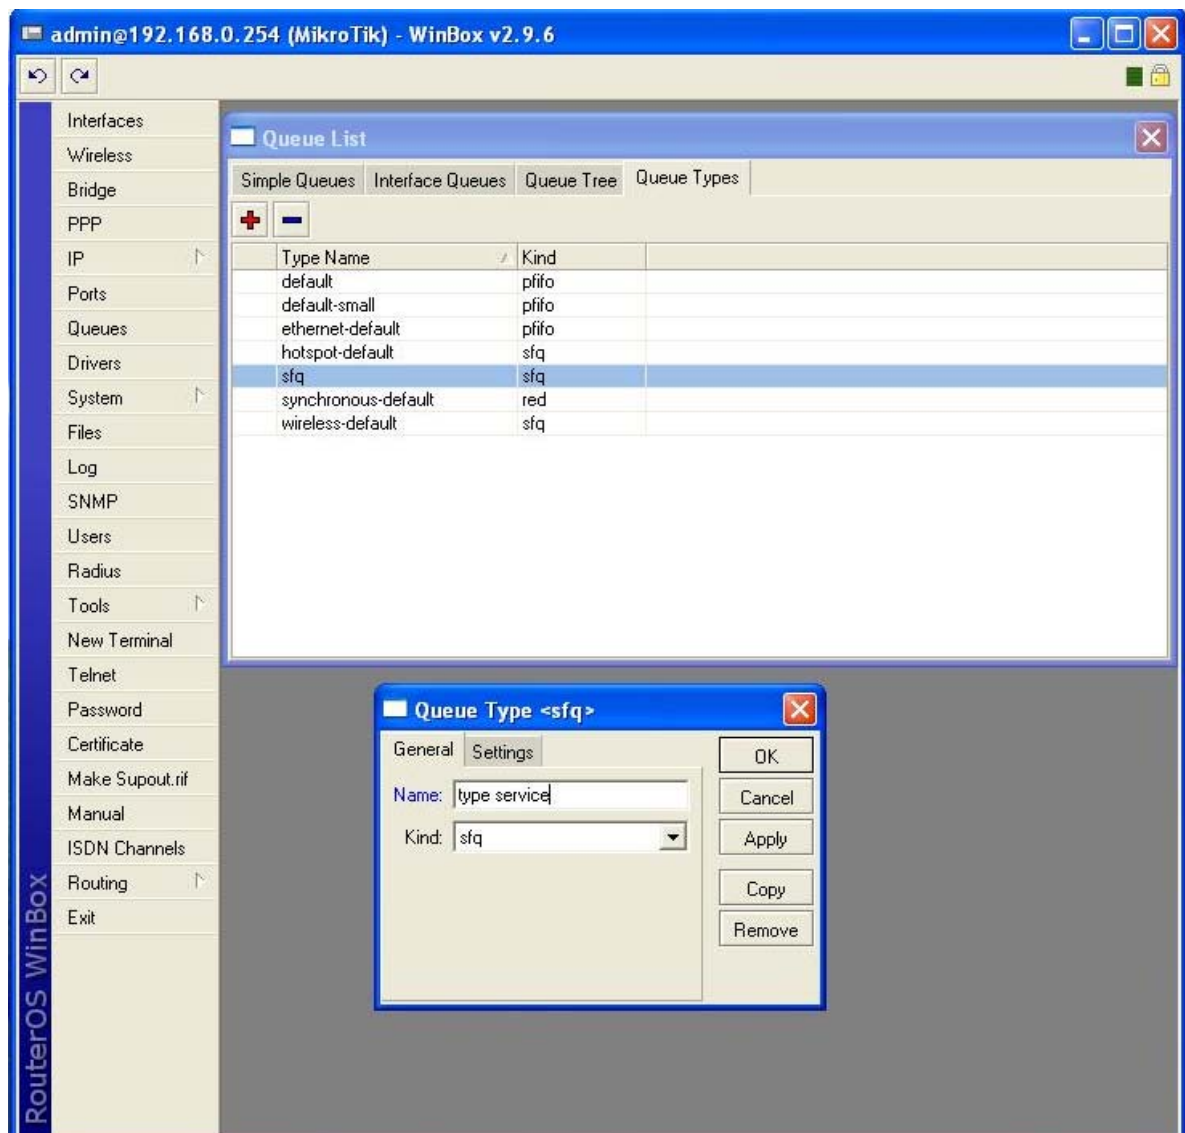 admin@192.168.0.254 (MikroTik) - WinBox v2.9.6
Interfaces
Wireless
Bridge
PPP
IP
Ports
Queues
Drivers
System
Files
Log
SNMP
Users
Radius
Tools
New Terminal
Telnet
Password
Certificate
Make Supout.rif
Manual
ISDN Channels
Routing
Exit
RouterOS WinBox
Queue List
Simple Queues Interface Queues Queue Tree Queue Types
Type Name Kind
default pfifo
default-small pfifo
ethernet-default pfifo
hotspot-default sfq
sfq sfq
synchronous-default red
wireless-default sfq
Queue Type <sfq>
General Settings
Name: type service
Kind: sfq
OK
Cancel
Apply
Copy
Remove